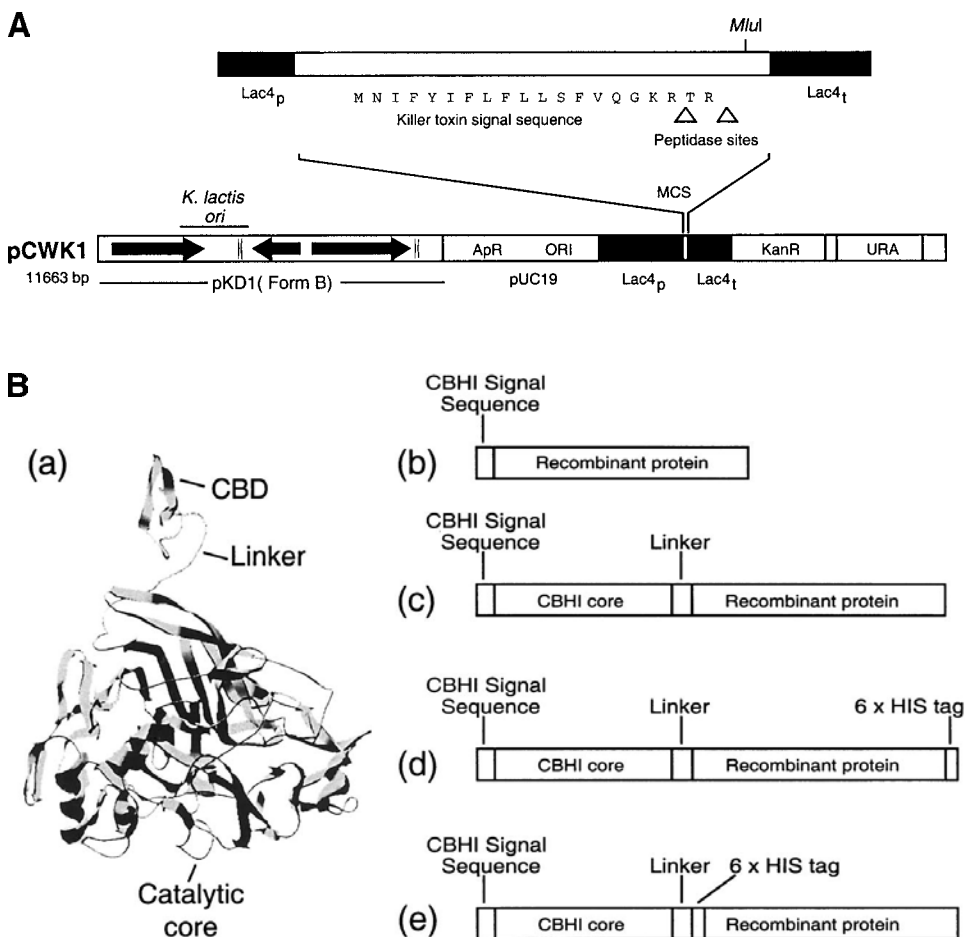 A
MluI
Lac4p
Lac4t
M N I F Y I F L F L L S F V Q G K R T R
Killer toxin signal sequence
Peptidase sites
MCS
K. lactis
ori
pCWK1
ApR ORI KanR URA
11663 bp
pKD1( Form B)
pUC19
Lac4p
Lac4t
B
(a)
CBD
Linker
Catalytic
core
CBHI Signal
Sequence
(b)
Recombinant protein
CBHI Signal
Sequence
Linker
(c)
CBHI core
Recombinant protein
CBHI Signal
Sequence
Linker
6 x HIS tag
(d)
CBHI core
Recombinant protein
CBHI Signal
Sequence
Linker
6 x HIS tag
(e)
CBHI core
Recombinant protein